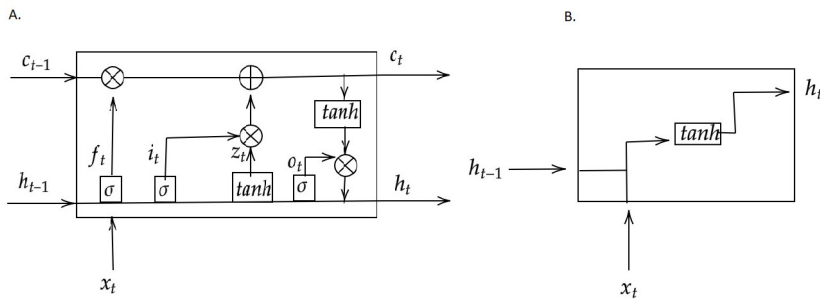 A.
B.
c_{t-1}
c_t
tanh
f_t
i_t
z_t
o_t
h_{t-1}
σ
σ
tanh
σ
h_t
x_t
h_{t-1}
tanh
h_t
x_t